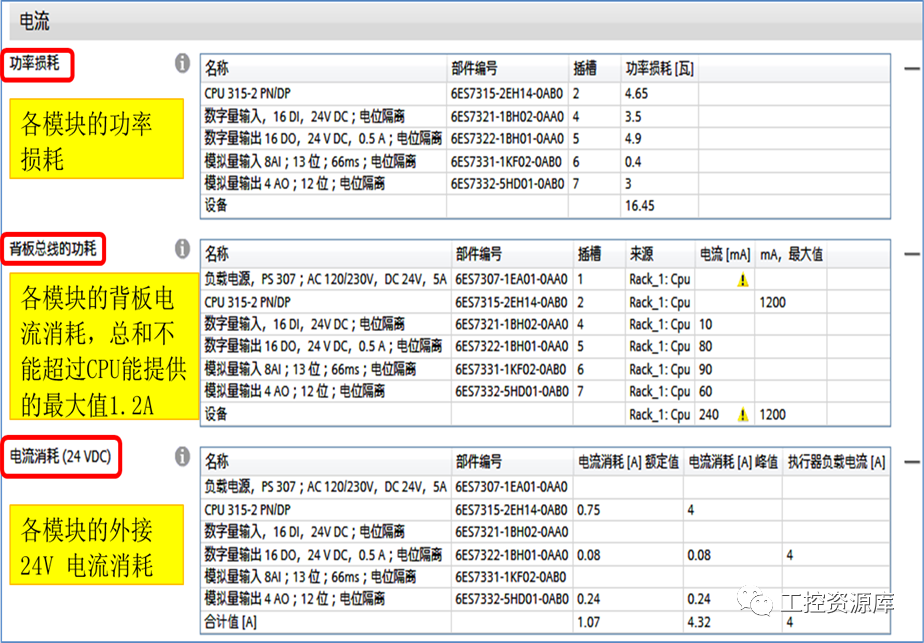 电流
功率损耗
各模块的功率
损耗
名称 部件编号 插槽 功率损耗 [瓦]
CPU 315-2 PN/DP 6ES7315-2EH14-0AB0 2 4.65
数字量输入，16 DI，24V DC；电位隔离 6ES7321-1BH02-0AA0 4 3.5
数字量输出 16 DO，24 V DC，0.5 A；电位隔离 6ES7322-1BH01-0AA0 5 4.9
模拟量输入 8AI；13 位；66ms；电位隔离 6ES7331-1KF02-0AB0 6 0.4
模拟量输出 4 AO；12 位；电位隔离 6ES7332-5HD01-0AB0 7 3
设备 16.45
背板总线的功耗
各模块的背板电
流消耗，总和不
能超过CPU能提供
的最大值1.2A
名称 部件编号 插槽 来源 电流 [mA] mA，最大值
负载电源，PS 307；AC 120/230V，DC 24V，5A 6ES7307-1EA01-0AA0 1 Rack_1: Cpu
CPU 315-2 PN/DP 6ES7315-2EH14-0AB0 2 Rack_1: Cpu 1200
数字量输入，16 DI，24V DC；电位隔离 6ES7321-1BH02-0AA0 4 Rack_1: Cpu 10
数字量输出 16 DO，24 V DC，0.5 A；电位隔离 6ES7322-1BH01-0AA0 5 Rack_1: Cpu 80
模拟量输入 8AI；13 位；66ms；电位隔离 6ES7331-1KF02-0AB0 6 Rack_1: Cpu 90
模拟量输出 4 AO；12 位；电位隔离 6ES7332-5HD01-0AB0 7 Rack_1: Cpu 60
设备 Rack_1: Cpu 240 1200
电流消耗 (24 VDC)
各模块的外接
24V 电流消耗
名称 部件编号 电流消耗 [A] 额定值 电流消耗 [A] 峰值 执行器负载电流 [A]
负载电源，PS 307；AC 120/230V，DC 24V，5A 6ES7307-1EA01-0AA0
CPU 315-2 PN/DP 6ES7315-2EH14-0AB0 0.75 4
数字量输入，16 DI，24V DC；电位隔离 6ES7321-1BH02-0AA0
数字量输出 16 DO，24 V DC，0.5 A；电位隔离 6ES7322-1BH01-0AA0 0.08 0.08 4
模拟量输入 8AI；13 位；66ms；电位隔离 6ES7331-1KF02-0AB0
模拟量输出 4 AO；12 位；电位隔离 6ES7332-5HD01-0AB0 0.24 0.24
合计值 [A] 1.07 4.32 4
工控资源库